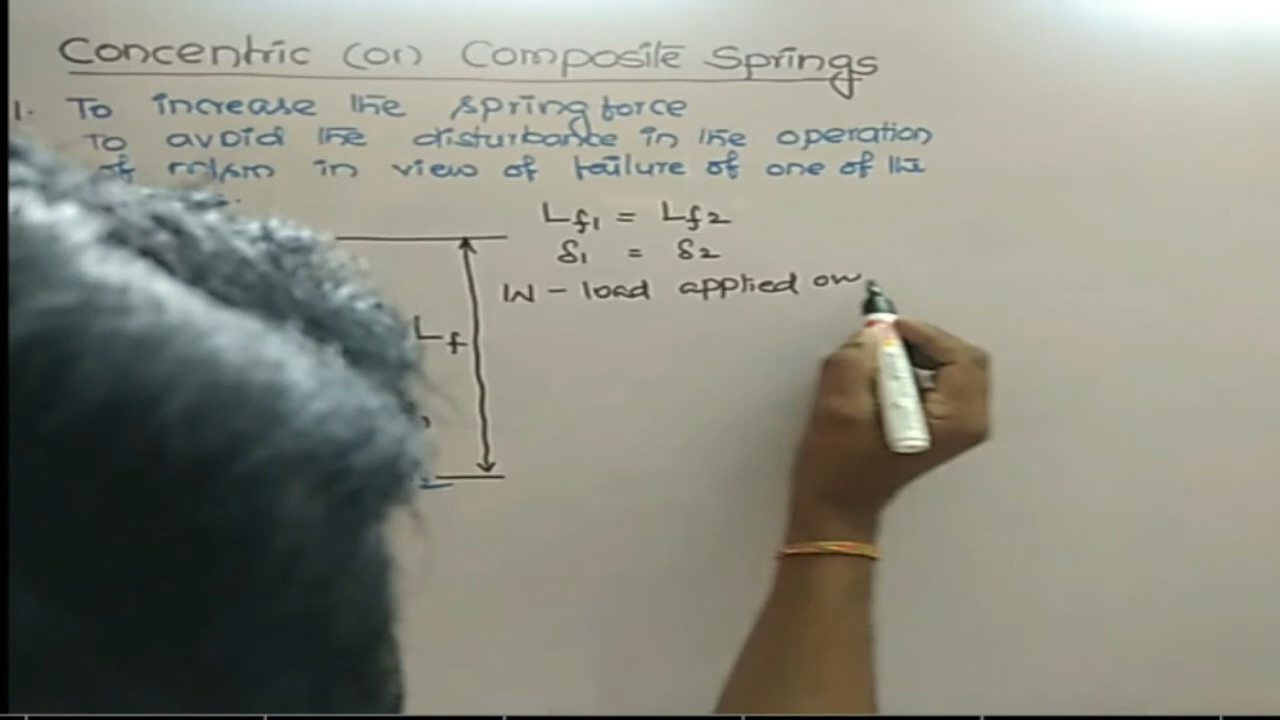 Concentric (or) Composite Springs
1. To increase the spring force
To avoid the disturbance in the operation
of in view of failure of one of the
Lf1 = Lf2
δ1 = δ2
W - load applied on
Lf